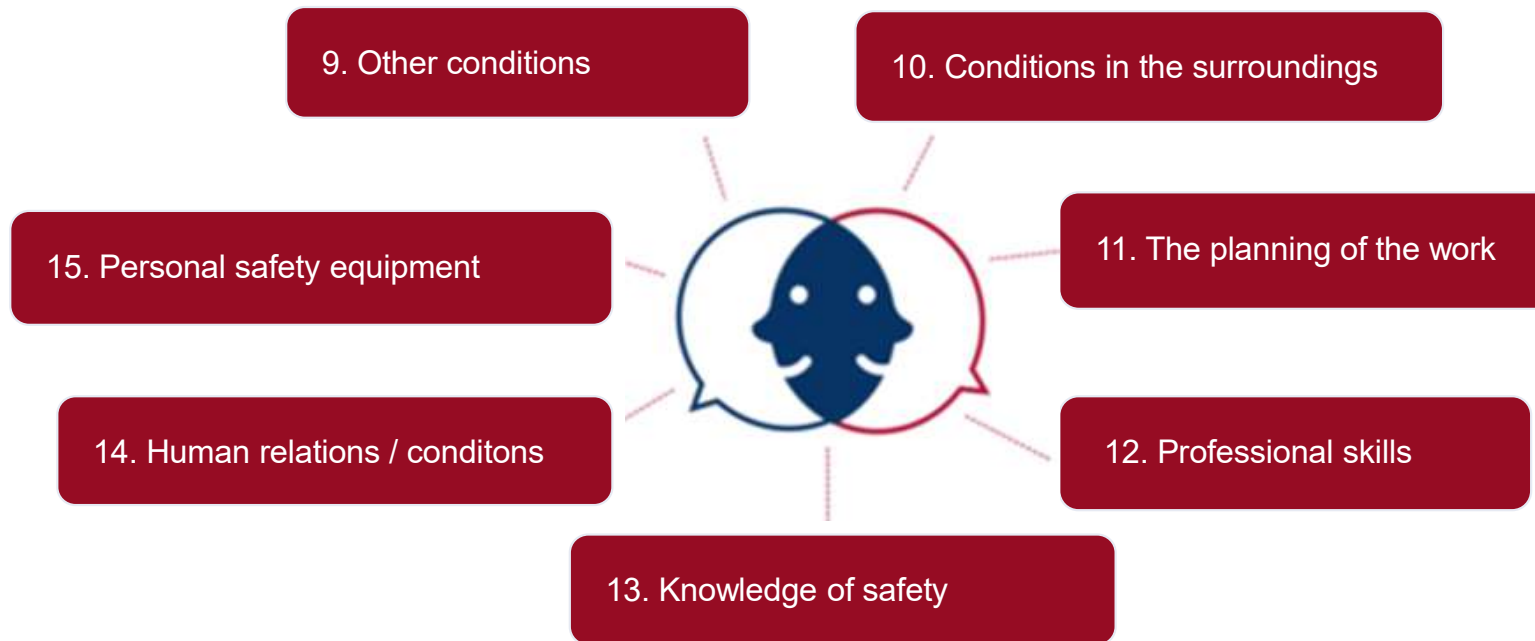 9. Other conditions
10. Conditions in the surroundings
15. Personal safety equipment
11. The planning of the work
14. Human relations / conditons
12. Professional skills
13. Knowledge of safety